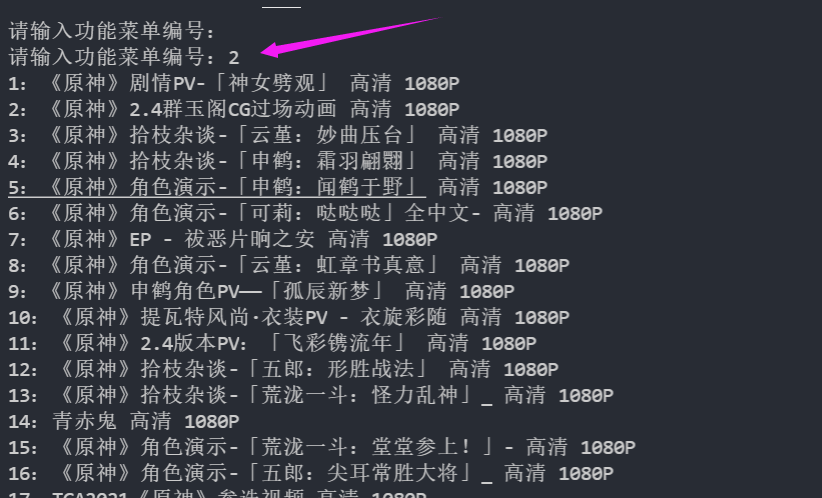 请输入功能菜单编号：
请输入功能菜单编号：2
1：《原神》剧情PV-「神女劈观」 高清 1080P
2：《原神》2.4群玉阁CG过场动画 高清 1080P
3：《原神》拾枝杂谈-「云堇：妙曲压台」 高清 1080P
4：《原神》拾枝杂谈-「申鹤：霜羽翩翾」 高清 1080P
5：《原神》角色演示-「申鹤：闻鹤于野」 高清 1080P
6：《原神》角色演示-「可莉：哒哒哒」全中文- 高清 1080P
7：《原神》EP - 祓恶片晌之安 高清 1080P
8：《原神》角色演示-「云堇：虹章书真意」 高清 1080P
9：《原神》申鹤角色PV——「孤辰新梦」 高清 1080P
10：《原神》提瓦特风尚·衣装PV - 衣旋彩随 高清 1080P
11：《原神》2.4版本PV：「飞彩镌流年」 高清 1080P
12：《原神》拾枝杂谈-「五郎：形胜战法」 高清 1080P
13：《原神》拾枝杂谈-「荒泷一斗：怪力乱神」_ 高清 1080P
14：青赤鬼 高清 1080P
15：《原神》角色演示-「荒泷一斗：堂堂参上！」- 高清 1080P
16：《原神》角色演示-「五郎：尖耳常胜大将」_ 高清 1080P
17：TGA2021《原神》参选视频 高清 1080P